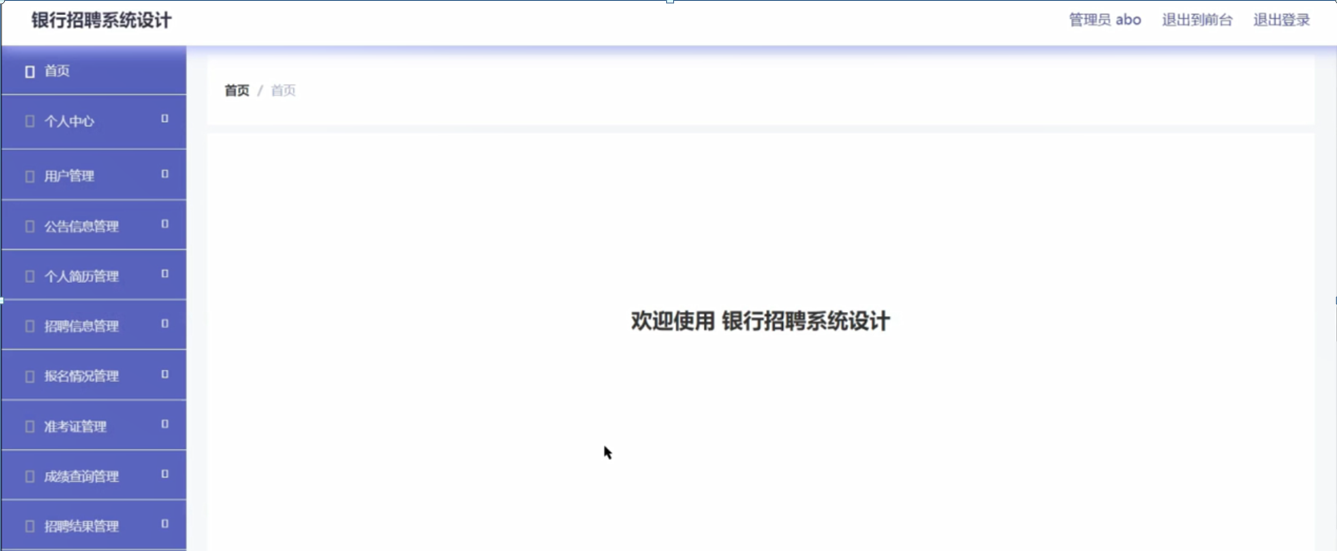 银行招聘系统设计
管理员 abo 退出到前台 退出登录
首页
个人中心
用户管理
公告信息管理
个人简历管理
招聘信息管理
报名情况管理
准考证管理
成绩查询管理
招聘结果管理
首页 / 首页
欢迎使用 银行招聘系统设计